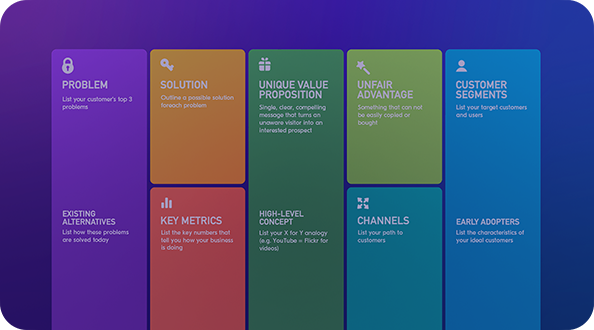 PROBLEM
List your customer's top 3
problems
EXISTING
ALTERNATIVES
List how these problems
are solved today
SOLUTION
Outline a possible solution
foreach problem
KEY METRICS
List the key numbers that
tell you how your business
is doing
UNIQUE VALUE
PROPOSITION
Single, clear, compelling
message that turns an
unaware visitor into an
interested prospect
HIGH-LEVEL
CONCEPT
List your X for Y analogy
(e.g. YouTube = Flickr for
videos)
UNFAIR
ADVANTAGE
Something that can not
be easily copied or
bought
CHANNELS
List your path to
customers
CUSTOMER
SEGMENTS
List your target customers
and users
EARLY ADOPTERS
List the characteristics of
your ideal customers